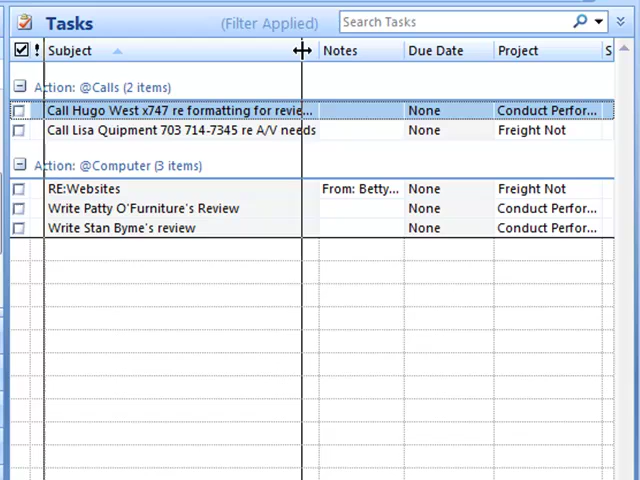 Tasks (Filter Applied) Search Tasks
! Subject Notes Due Date Project S
Action: @Calls (2 items)
Call Hugo West x747 re formatting for revie... None Conduct Perfor...
Call Lisa Quipment 703 714-7345 re A/V needs None Freight Not
Action: @Computer (3 items)
RE:Websites From: Betty... None Freight Not
Write Patty O'Furniture's Review None Conduct Perfor...
Write Stan Byme's review None Conduct Perfor...